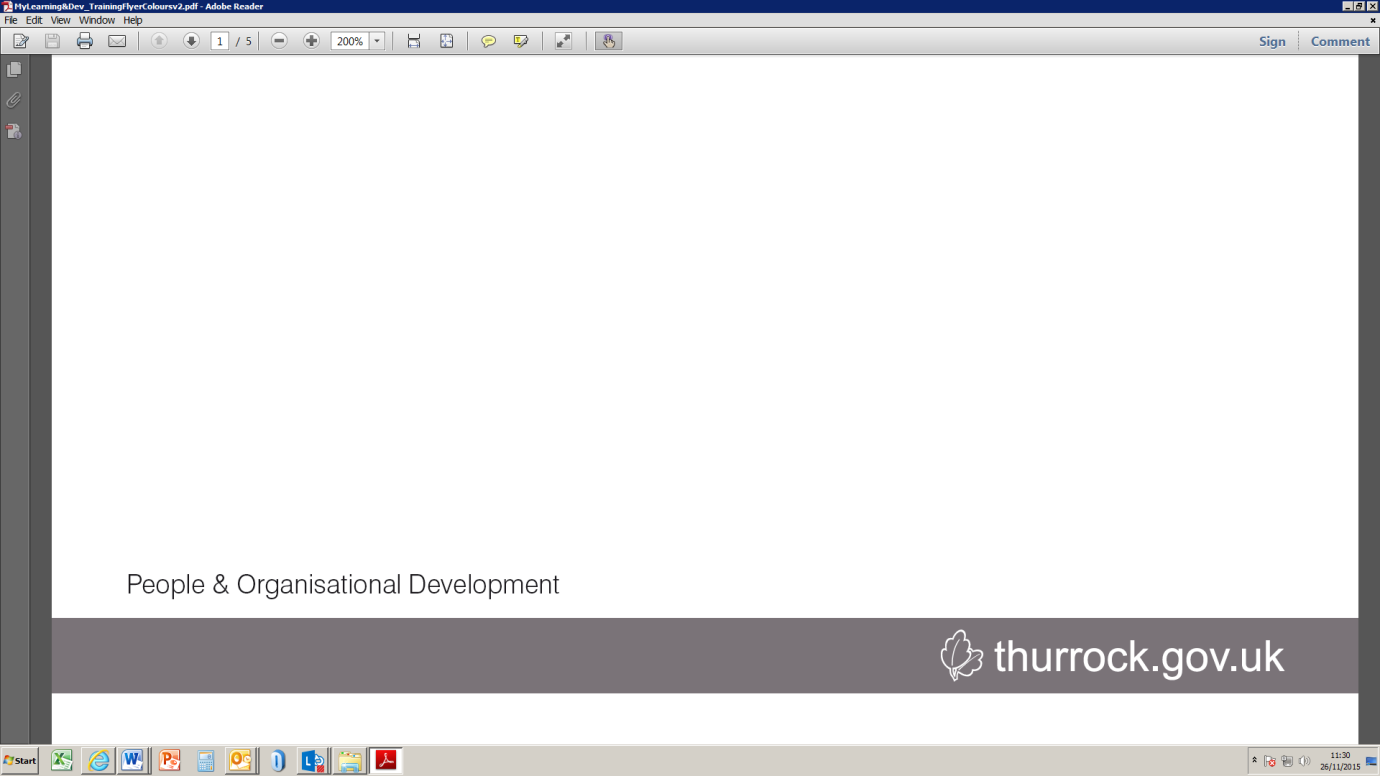 MyLearning&Dev_TrainingFlyerColoursv2.pdf - Adobe Reader
File Edit View Window Help
1 / 5 200% Sign Comment
People & Organisational Development
thurrock.gov.uk
Start
11:30
26/11/2015